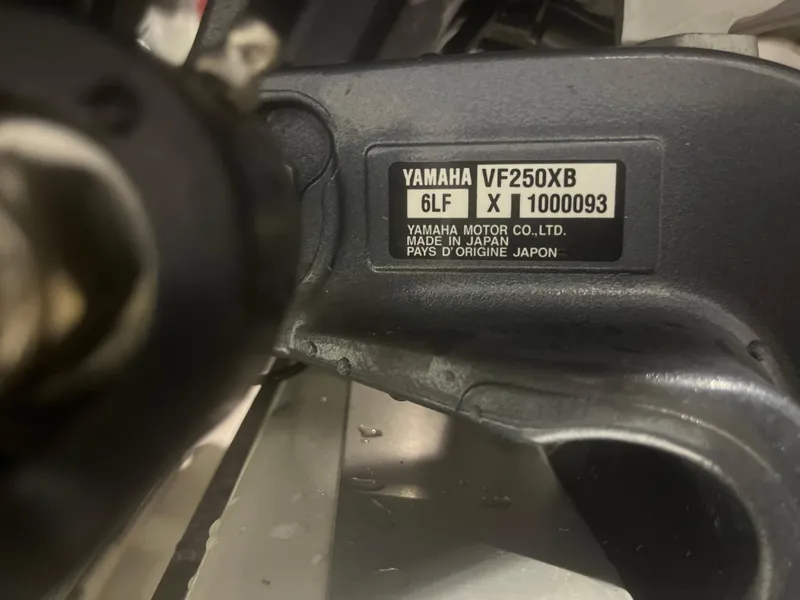 YAMAHA VF250XB
6LF X 1000093
YAMAHA MOTOR CO.,LTD.
MADE IN JAPAN
PAYS D'ORIGINE JAPON